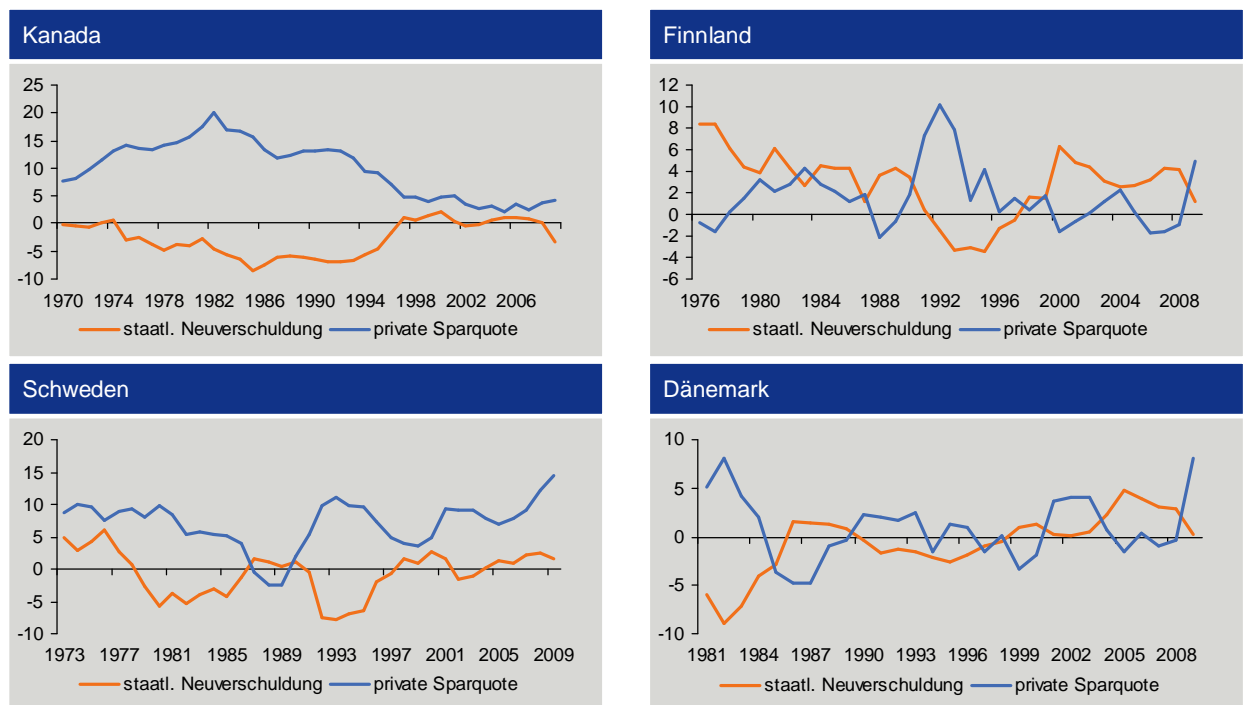 Kanada
25
20
15
10
5
0
-5
-10
1970 1974 1978 1982 1986 1990 1994 1998 2002 2006
staatl. Neuverschuldung private Sparquote
Finnland
12
10
8
6
4
2
0
-2
-4
-6
1976 1980 1984 1988 1992 1996 2000 2004 2008
staatl. Neuverschuldung private Sparquote
Schweden
20
15
10
5
0
-5
-10
1973 1977 1981 1985 1989 1993 1997 2001 2005 2009
staatl. Neuverschuldung private Sparquote
Dänemark
10
5
0
-5
-10
1981 1984 1987 1990 1993 1996 1999 2002 2005 2008
staatl. Neuverschuldung private Sparquote